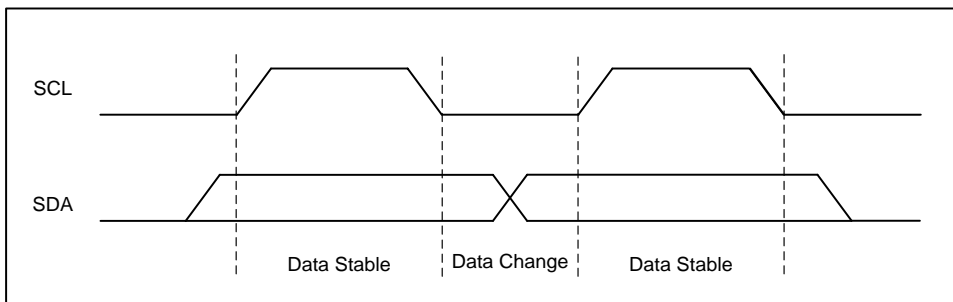 SCL
SDA
Data Stable
Data Change
Data Stable